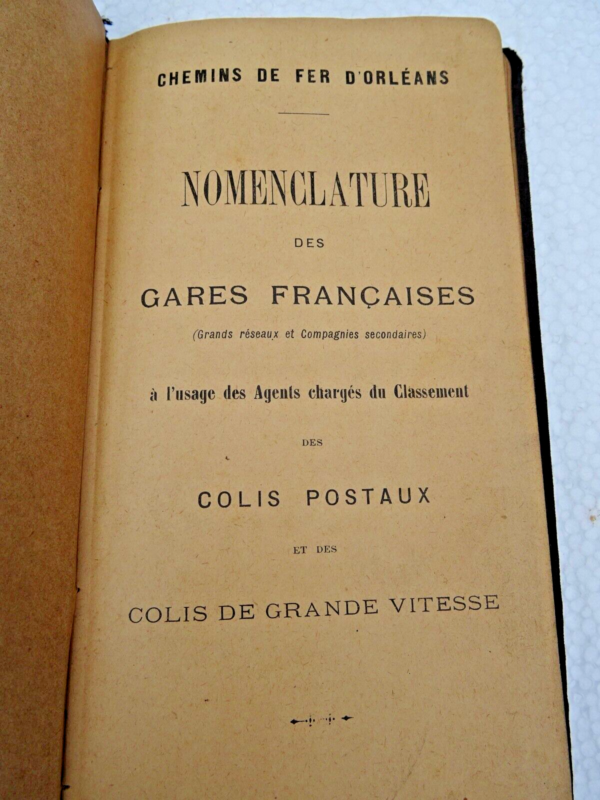 CHEMINS DE FER D'ORLÉANS
NOMENCLATURE
DES
GARES FRANÇAISES
(Grands réseaux et Compagnies secondaires)
à l'usage des Agents chargés du Classement
DES
COLIS POSTAUX
ET DES
COLIS DE GRANDE VITESSE